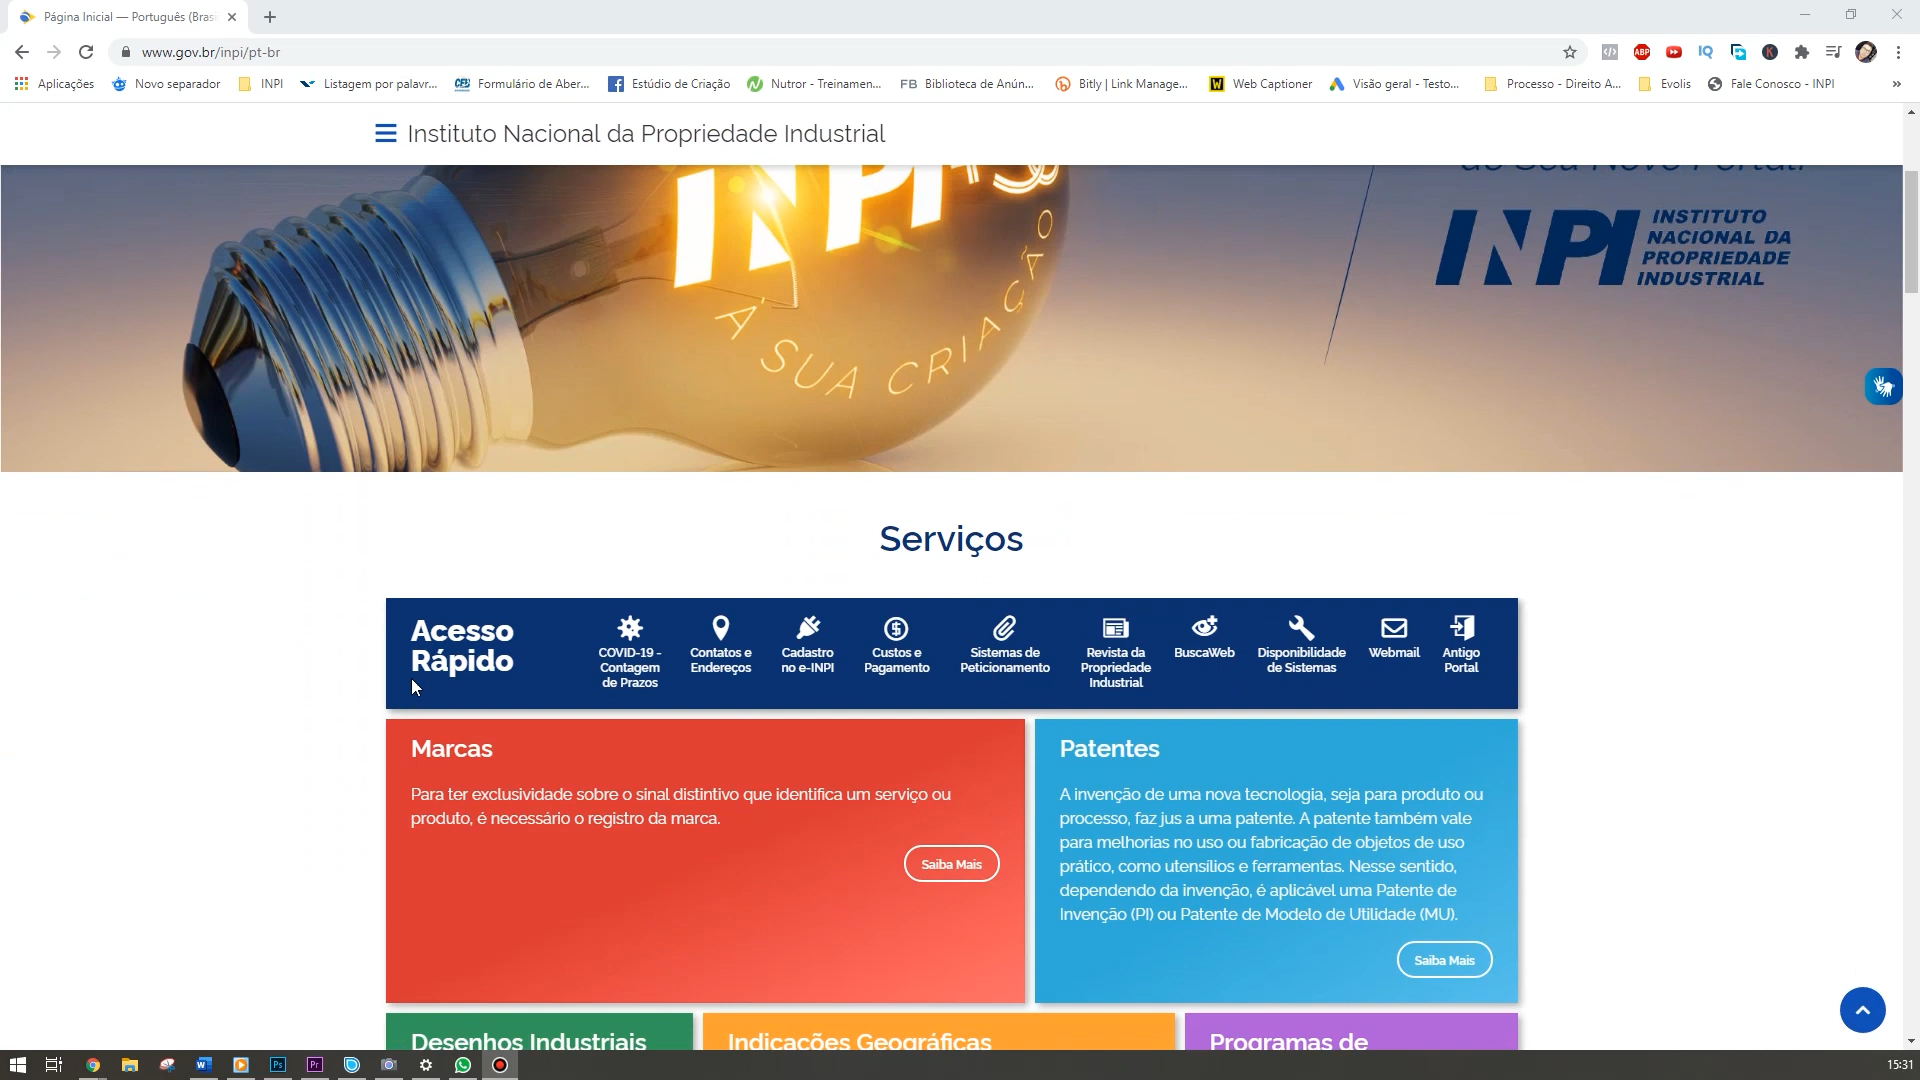 Página Inicial — Português (Bras
www.gov.br/inpi/pt-br
Aplicações
Novo separador
INPI
Listagem por palavr...
Formulário de Aber...
Estúdio de Criação
Nutror - Treinamen...
FB Biblioteca de Anún...
Bitly | Link Manage...
Web Captioner
Visão geral - Testo...
Processo - Direito A...
Evolis
Fale Conosco - INPI
»
Instituto Nacional da Propriedade Industrial
do Seu Novo Portal!
INPI
A SUA CRIAÇÃO
INPI
INSTITUTO
NACIONAL DA
PROPRIEDADE
INDUSTRIAL
Serviços
Acesso
Rápido
COVID-19 -
Contagem
de Prazos
Contatos e
Endereços
Cadastro
no e-INPI
Custos e
Pagamento
Sistemas de
Peticionamento
Revista da
Propriedade
Industrial
BuscaWeb
Disponibilidade
de Sistemas
Webmail
Antigo
Portal
Marcas
Para ter exclusividade sobre o sinal distintivo que identifica um serviço ou
produto, é necessário o registro da marca.
Saiba Mais
Patentes
A invenção de uma nova tecnologia, seja para produto ou
processo, faz jus a uma patente. A patente também vale
para melhorias no uso ou fabricação de objetos de uso
prático, como utensílios e ferramentas. Nesse sentido,
dependendo da invenção, é aplicável uma Patente de
Invenção (PI) ou Patente de Modelo de Utilidade (MU).
Saiba Mais
Desenhos Industriais
Indicações Geográficas
Programas de
15:31